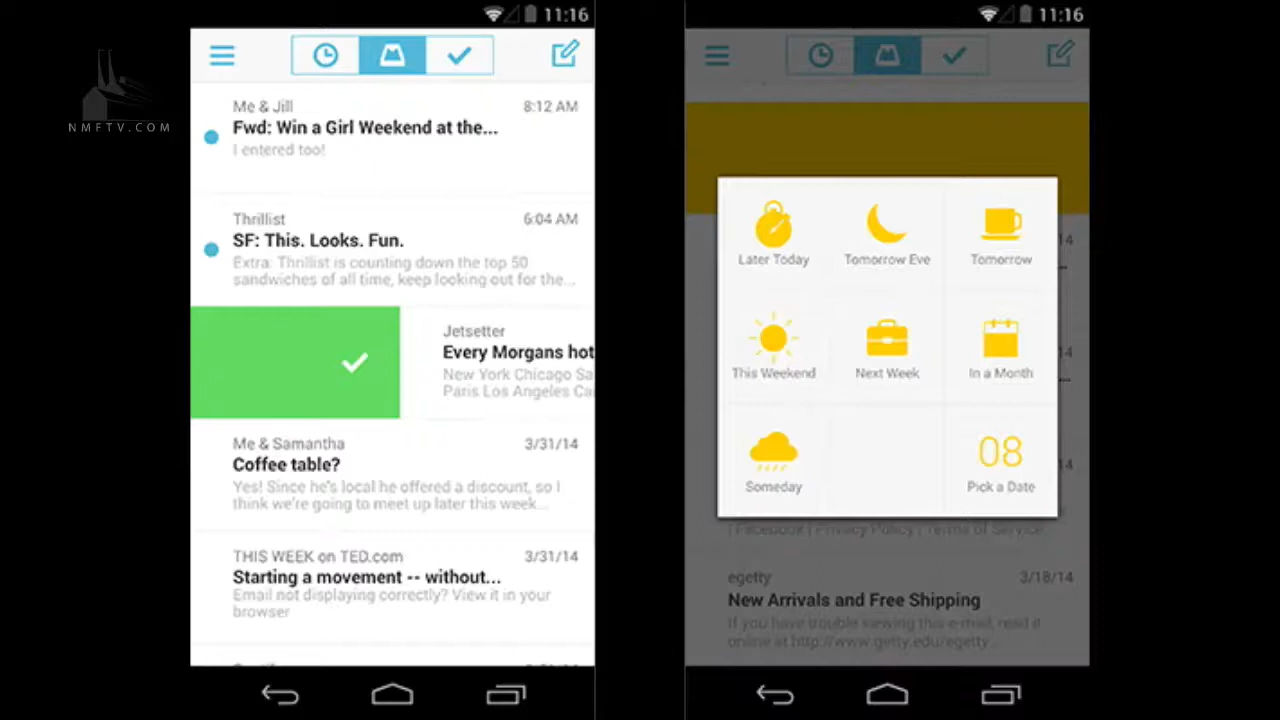 NMFTV.COM
11:16
Me & Jill
8:12 AM
Fwd: Win a Girl Weekend at the...
I entered too!
Thrillist
6:04 AM
SF: This. Looks. Fun.
Extra: Thrillist is counting down the top 50
sandwiches of all time, keep looking out for the...
Jetsetter
Every Morgans hot
New York Chicago Sa
Paris Los Angeles Ca
Me & Samantha
3/31/14
Coffee table?
Yes! Since he's local he offered a discount, so I
think we're going to meet up later this week...
THIS WEEK on TED.com
3/31/14
Starting a movement -- without...
Email not displaying correctly? View it in your
browser
11:16
14
Later Today
Tomorrow Eve
Tomorrow
14
This Weekend
Next Week
In a Month
14
08
Someday
Pick a Date
| Facebook | Privacy Policy | Terms of Service
egetty
3/18/14
New Arrivals and Free Shipping
If you have trouble viewing this e-mail, read it
online at http://www.getty.edu/egetty...